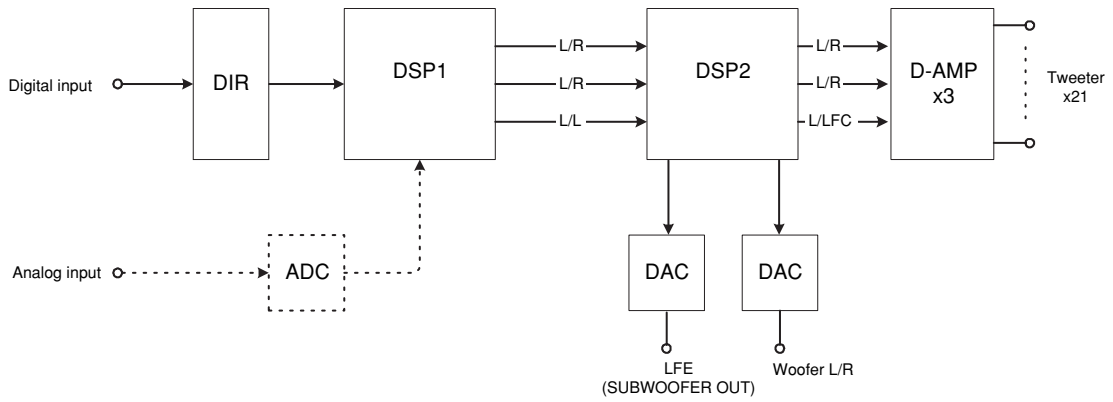 Digital input
DIR
DSP1
L/R
L/R
L/L
DSP2
L/R
L/R
L/LFC
D-AMP
x3
Tweeter
x21
Analog input
ADC
DAC
DAC
LFE
(SUBWOOFER OUT)
Woofer L/R